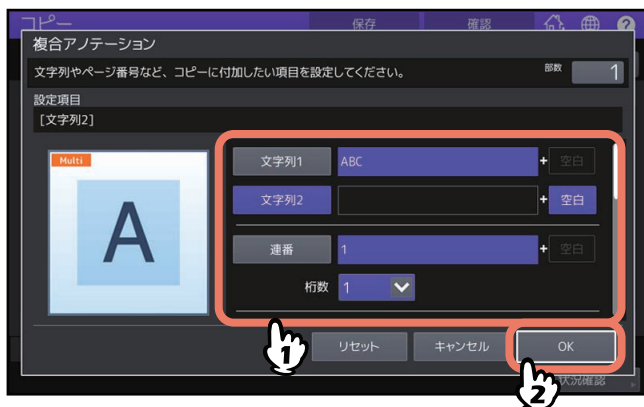 コピー 保存 確認
複合アノテーション
文字列やページ番号など、コピーに付加したい項目を設定してください。 部数 1
設定項目
[文字列2]
Multi
A
文字列1 ABC + 空白
文字列2 + 空白
連番 1 + 空白
桁数 1
1
リセット キャンセル OK
2
状況確認